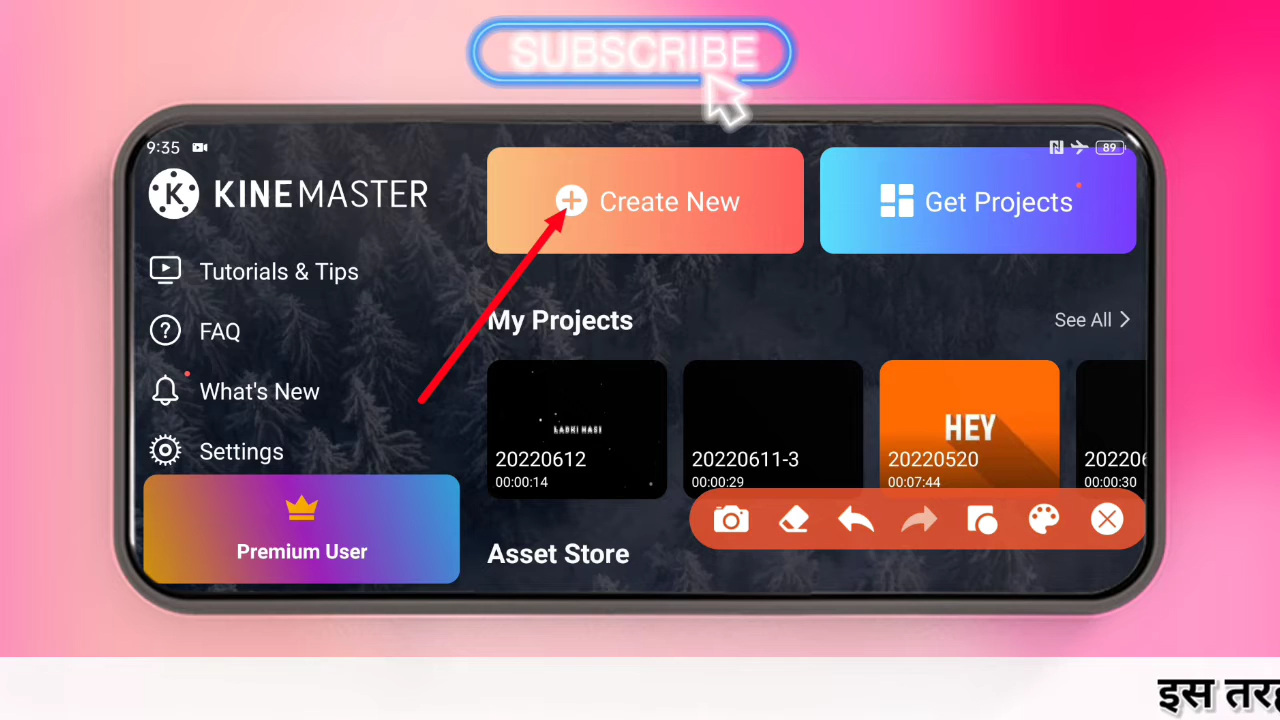 SUBSCRIBE
9:35
89
KINEMASTER
Create New
Get Projects
Tutorials & Tips
FAQ
My Projects
See All
What's New
Settings
HEY
20220612
00:00:14
20220611-3
00:00:29
20220520
00:07:44
00:00:30
Premium User
Asset Store
इस